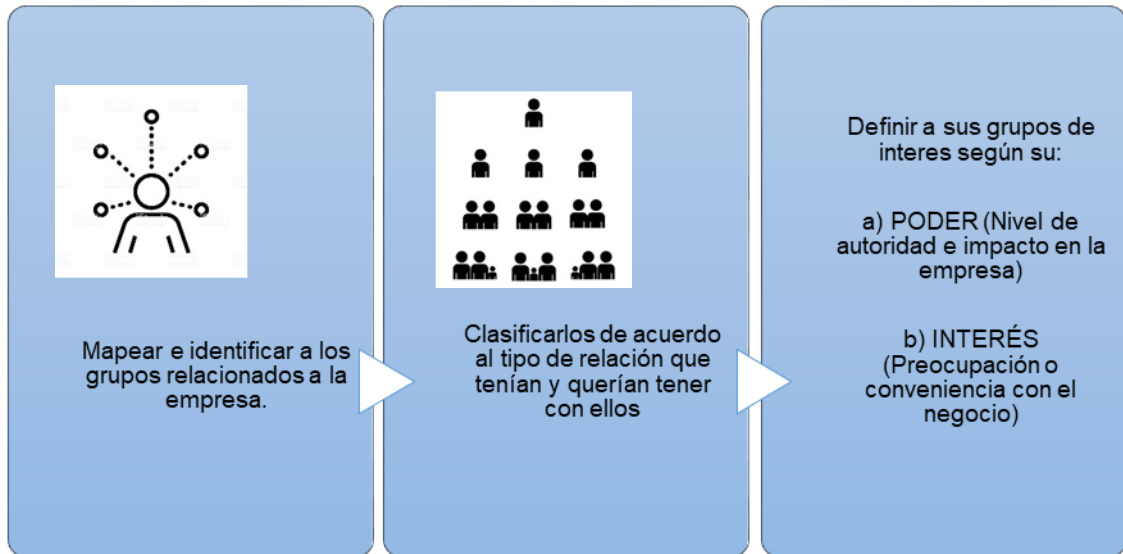 Mapear e identificar a los
grupos relacionados a la
empresa.
Clasificarlos de acuerdo
al tipo de relación que
tenían y querían tener
con ellos
Definir a sus grupos de
interes según su:
a) PODER (Nivel de
autoridad e impacto en la
empresa)
b) INTERÉS
(Preocupación o
conveniencia con el
negocio)